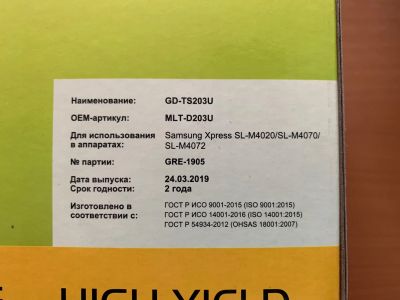 Наименование: GD-TS203U
OEM-артикул: MLT-D203U
Для использования в аппаратах: Samsung Xpress SL-M4020/SL-M4070/
SL-M4072
№ партии: GRE-1905
Дата выпуска: 24.03.2019
Срок годности: 2 года
Изготовлено в соответствии с: ГОСТ Р ИСО 9001-2015 (ISO 9001:2015)
ГОСТ Р ИСО 14001-2016 (ISO 14001:2015)
ГОСТ Р 54934-2012 (OHSAS 18001:2007)
HIGH YIELD